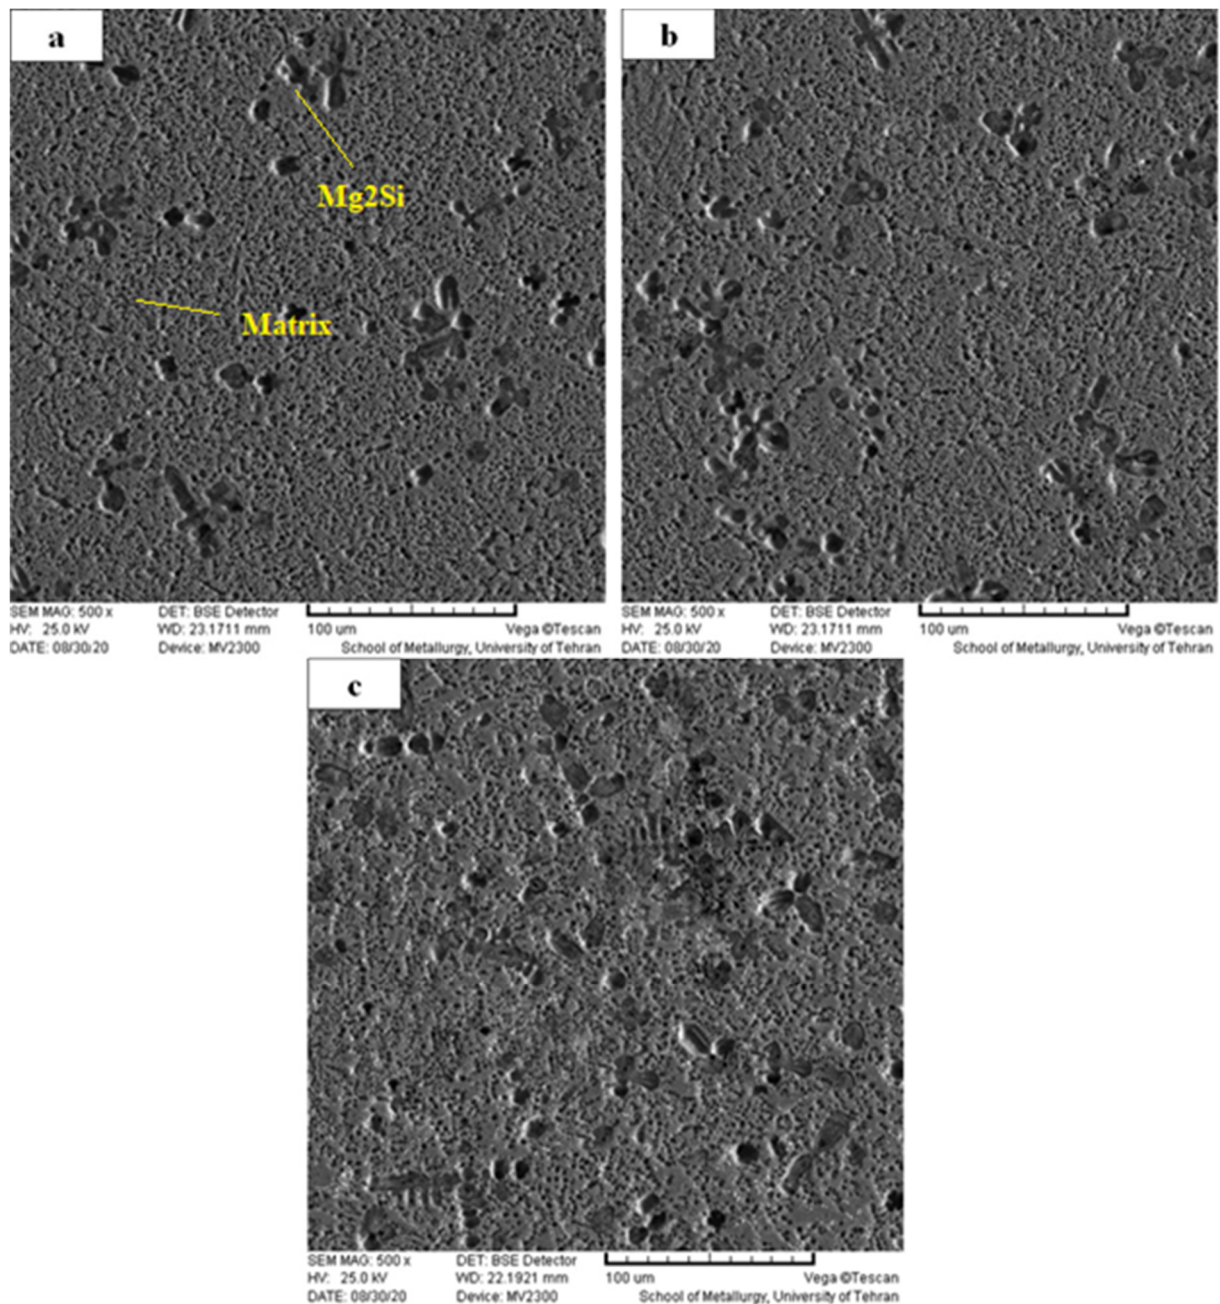 a
b
Mg2Si
Matrix
SEM MAG: 500 x DET: BSE Detector
HV: 25.0 kV WD: 23.1711 mm 100 um Vega ©Tescan
DATE: 08/30/20 Device: MV2300 School of Metallurgy, University of Tehran
SEM MAG: 500 x DET: BSE Detector
HV: 25.0 kV WD: 23.1711 mm 100 um Vega ©Tescan
DATE: 08/30/20 Device: MV2300 School of Metallurgy, University of Tehran
c
SEM MAG: 500 x DET: BSE Detector
HV: 25.0 kV WD: 22.1921 mm 100 um Vega ©Tescan
DATE: 08/30/20 Device: MV2300 School of Metallurgy, University of Tehran